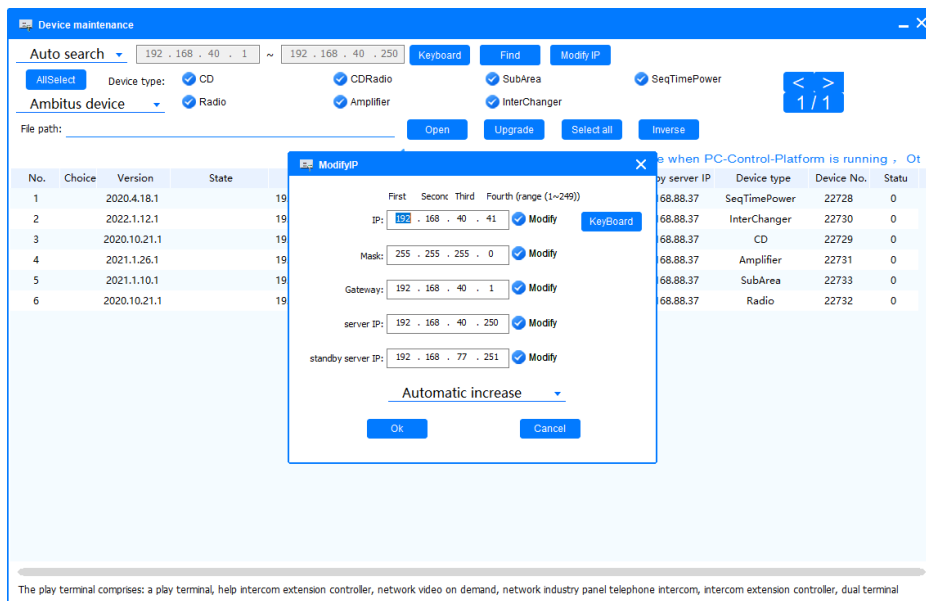 Device maintenance
Auto search 192 . 168 . 40 . 1 ~ 192 . 168 . 40 . 250 Keyboard Find Modify IP
AllSelect Device type: CD CDRadio SubArea SeqTimePower < >
Ambitus device Radio Amplifier InterChanger 1 / 1
File path: Open Upgrade Select all Inverse
when PC-Control-Platform is running , Ot
No. Choice Version State by server IP Device type Device No. Statu
1 2020.4.18.1 19 168.88.37 SeqTimePower 22728 0
2 2022.1.12.1 19 168.88.37 InterChanger 22730 0
3 2020.10.21.1 19 168.88.37 CD 22729 0
4 2021.1.26.1 19 168.88.37 Amplifier 22731 0
5 2021.1.10.1 19 168.88.37 SubArea 22733 0
6 2020.10.21.1 19 168.88.37 Radio 22732 0
ModifyIP
First Seconc Third Fourth (range (1~249))
IP: 192 . 168 . 40 . 41 Modify KeyBoard
Mask: 255 . 255 . 255 . 0 Modify
Gateway: 192 . 168 . 40 . 1 Modify
server IP: 192 . 168 . 40 . 250 Modify
standby server IP: 192 . 168 . 77 . 251 Modify
Automatic increase
Ok Cancel
The play terminal comprises: a play terminal, help intercom extension controller, network video on demand, network industry panel telephone intercom, intercom extension controller, dual terminal